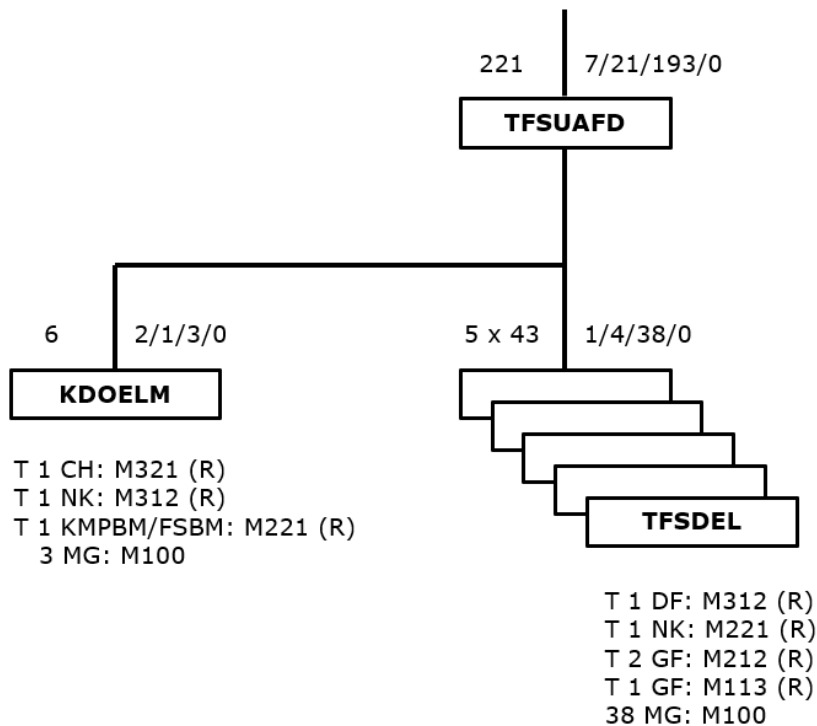 221 7/21/193/0
TFSUAFD
6 2/1/3/0
KDOELM
T 1 CH: M321 (R)
T 1 NK: M312 (R)
T 1 KMPBM/FSBM: M221 (R)
3 MG: M100
5 x 43 1/4/38/0
TFSDEL
T 1 DF: M312 (R)
T 1 NK: M221 (R)
T 2 GF: M212 (R)
T 1 GF: M113 (R)
38 MG: M100